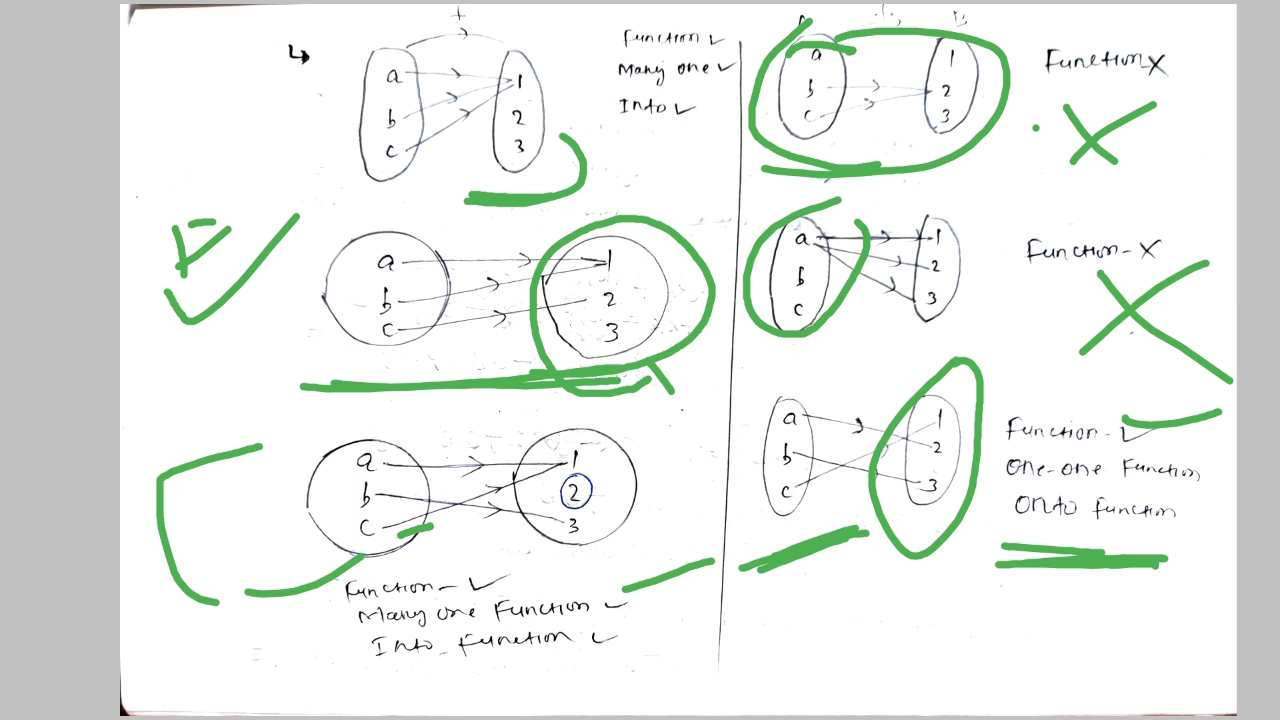 f
a
b
c
1
2
3
Function ✓
Many one ✓
Into ✓
a
b
c
1
2
3
a
b
c
1
2
3
Function - ✓
Many one Function ✓
Into Function ✓
A
B
a
b
c
1
2
3
Function X
a
b
c
1
2
3
Function - X
a
b
c
1
2
3
Function - ✓
One-one Function
Onto function